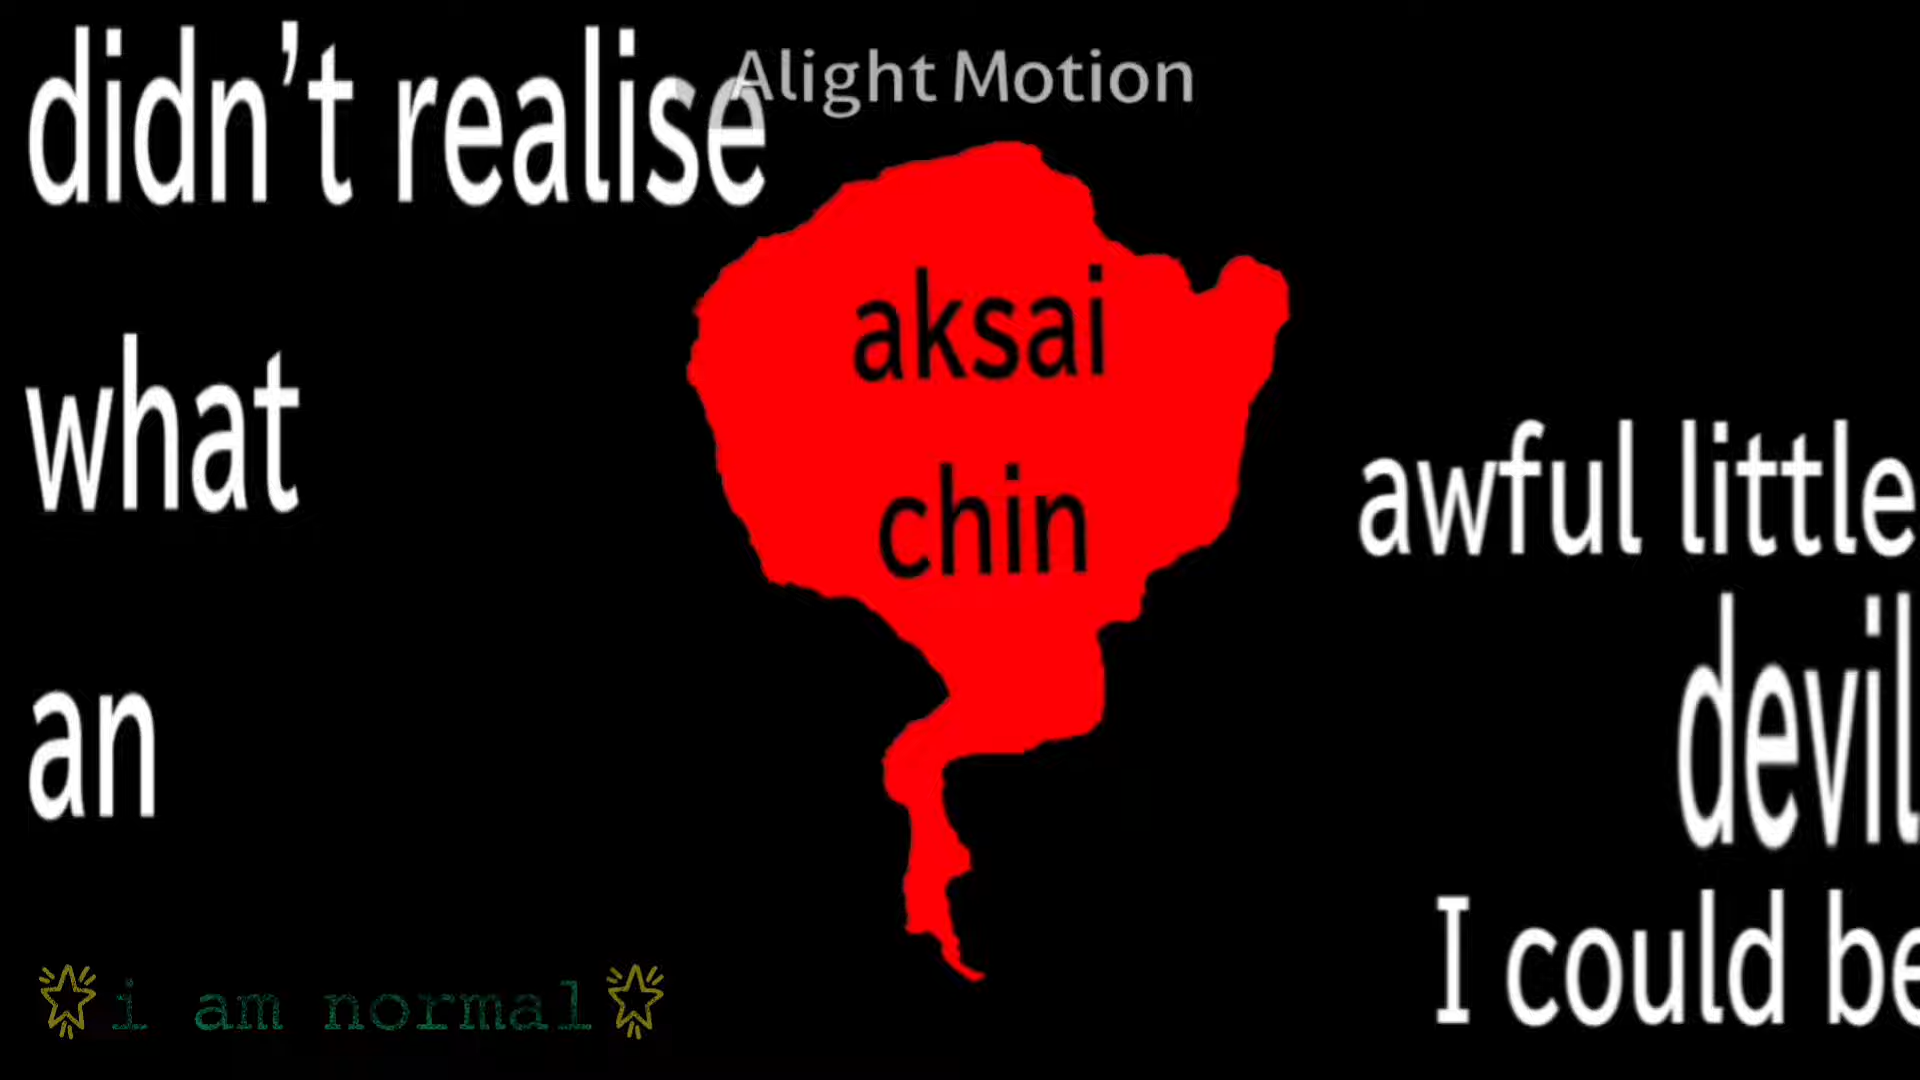 didn't realise
what
an
Alight Motion
aksai
chin
awful little
devil
I could be
i am normal